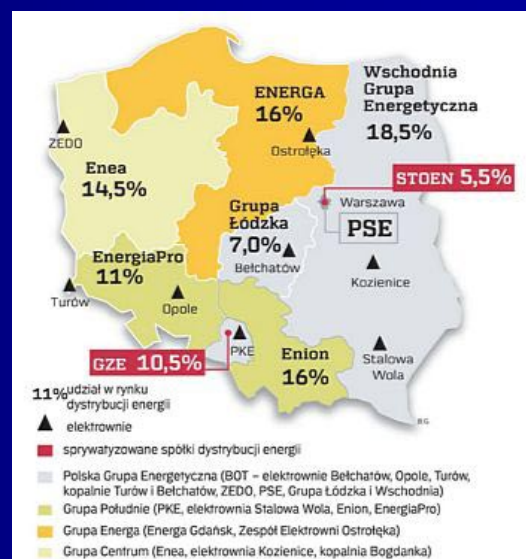 ENERGA
16%
Wschodnia
Grupa
Energetyczna
18,5%
ZEDO
Ostrołęka
Enea
14,5%
STOEN 5,5%
Grupa
Łódzka
7,0%
Warszawa
PSE
EnergiaPro
11%
Bełchatów
Kozienice
Turów
Opole
GZE 10,5%
PKE
Enion
16%
Stalowa
Wola
11% udział w rynku
dystrybucji energii
RG
elektrownie
sprywatyzowane spółki dystrybucji energii
Polska Grupa Energetyczna (BOT – elektrownie Bełchatów, Opole, Turów,
kopalnie Turów i Bełchatów, ZEDO, PSE, Grupa Łódzka i Wschodnia)
Grupa Południe (PKE, elektrownia Stalowa Wola, Enion, EnergiaPro)
Grupa Energa (Energa Gdańsk, Zespół Elektrowni Ostrołęka)
Grupa Centrum (Enea, elektrownia Kozienice, kopalnia Bogdanka)